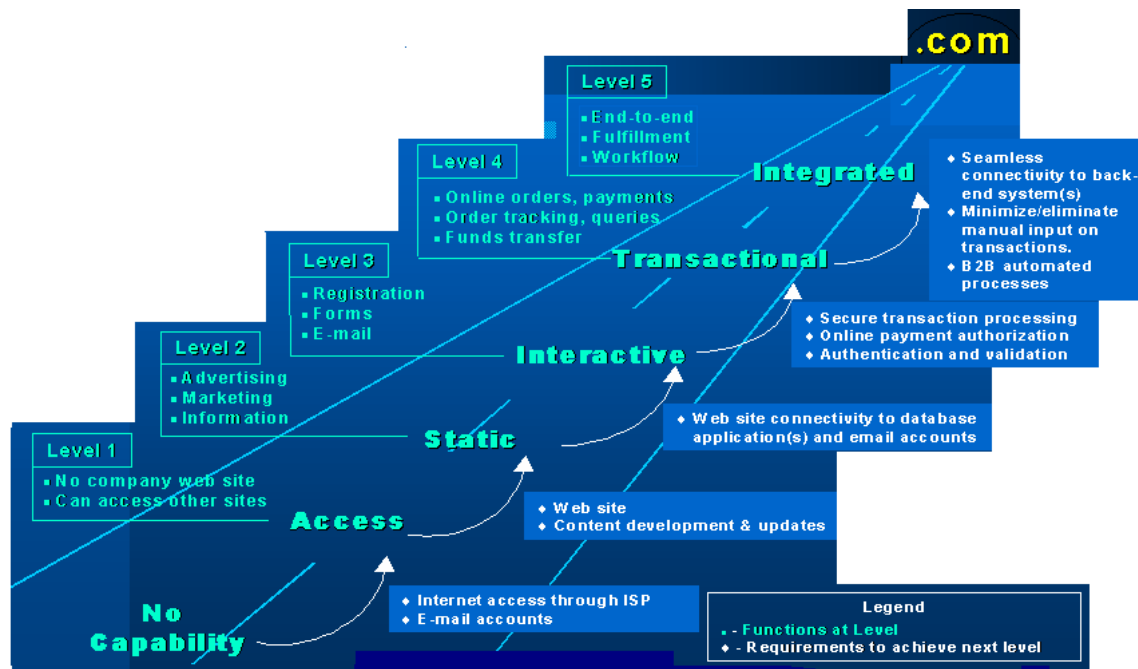 .com
Level 5
▪ End-to-end
▪ Fulfillment
▪ Workflow
Integrated
◆ Seamless
connectivity to back-
end system(s)
◆ Minimize/eliminate
manual input on
transactions.
◆ B2B automated
processes
Level 4
▪ Online orders, payments
▪ Order tracking, queries
▪ Funds transfer
Transactional
◆ Secure transaction processing
◆ Online payment authorization
◆ Authentication and validation
Level 3
▪ Registration
▪ Forms
▪ E-mail
Interactive
◆ Web site connectivity to database
application(s) and email accounts
Level 2
▪ Advertising
▪ Marketing
▪ Information
Static
◆ Web site
◆ Content development & updates
Level 1
▪ No company web site
▪ Can access other sites
Access
◆ Internet access through ISP
◆ E-mail accounts
No
Capability
Legend
▪ - Functions at Level
◆ - Requirements to achieve next level